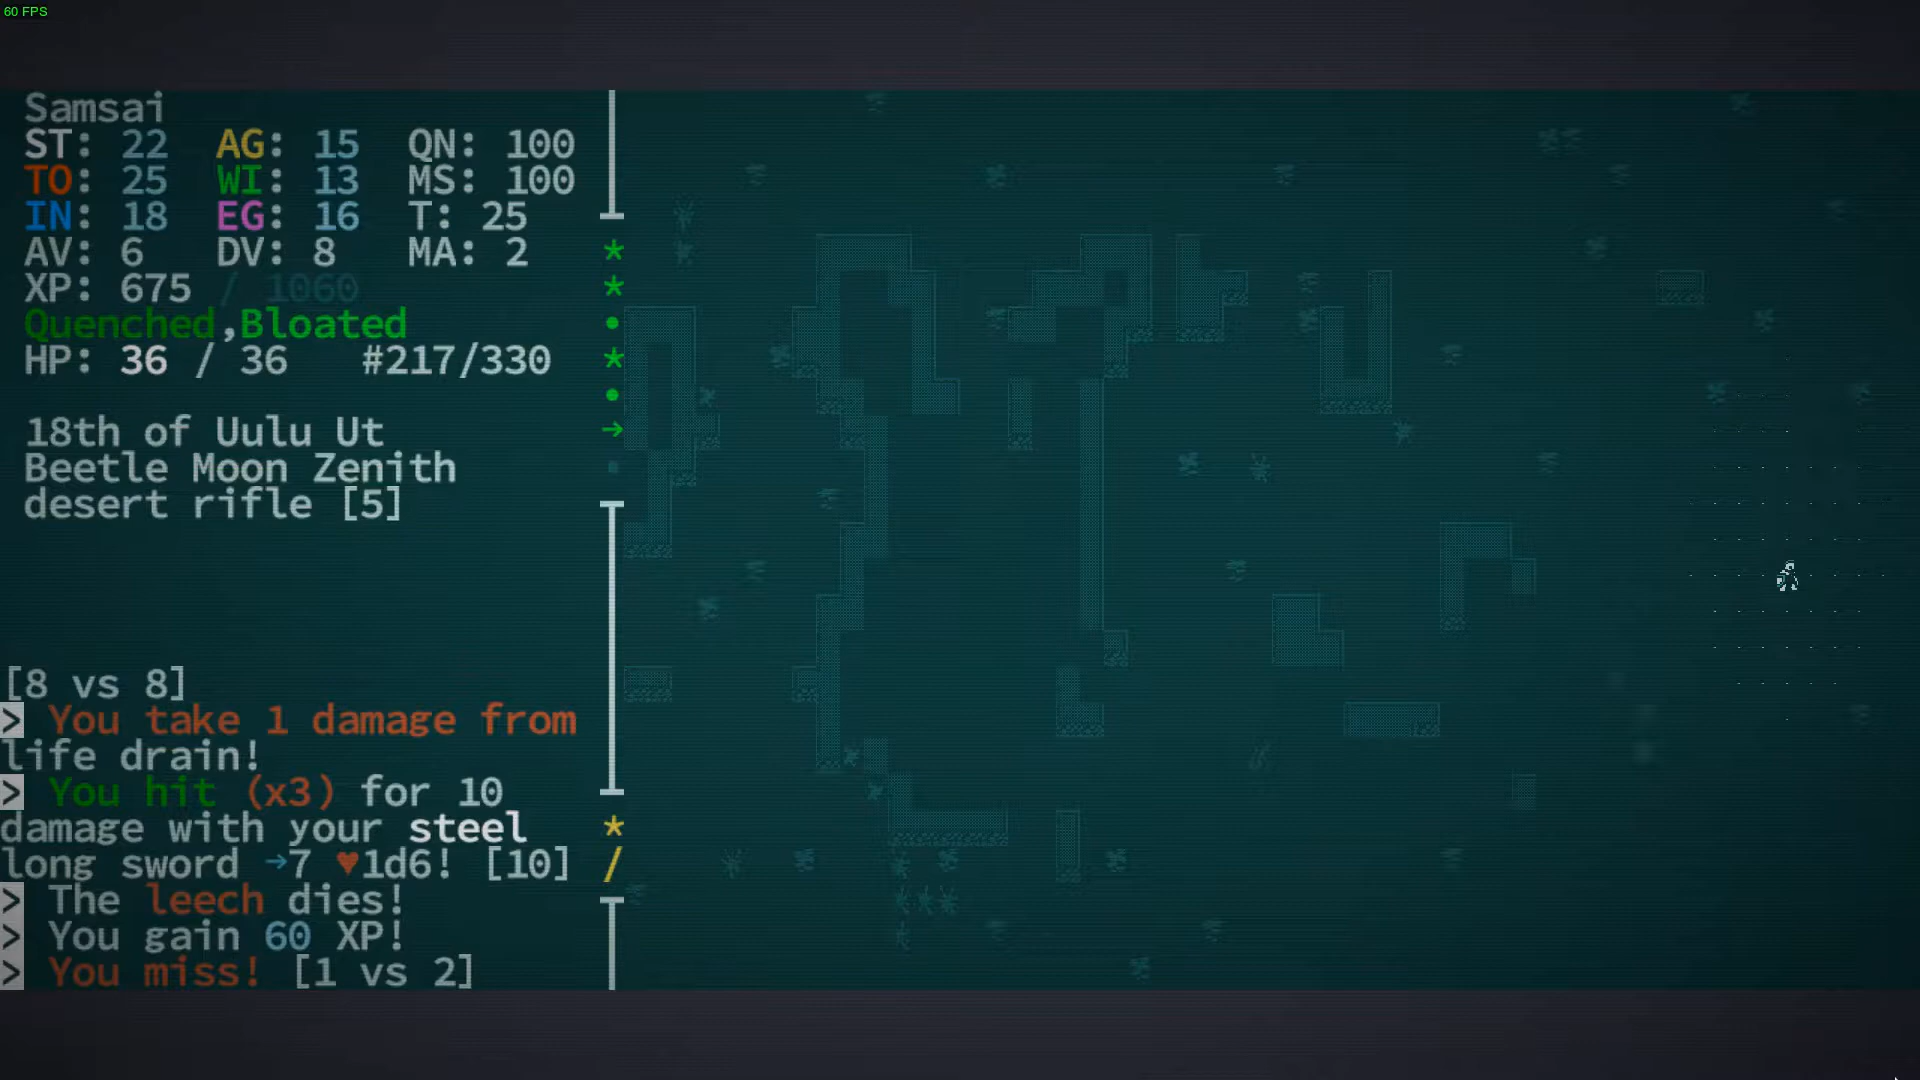 60 FPS
Samsai
ST: 22 AG: 15 QN: 100
TO: 25 WI: 13 MS: 100
IN: 18 EG: 16 T: 25
AV: 6 DV: 8 MA: 2
XP: 675 / 1060
Quenched,Bloated
HP: 36 / 36 #217/330
18th of Uulu Ut
Beetle Moon Zenith
desert rifle [5]
[8 vs 8]
> You take 1 damage from
life drain!
> You hit (x3) for 10
damage with your steel
long sword →7 ♥1d6! [10]
> The leech dies!
> You gain 60 XP!
> You miss! [1 vs 2]